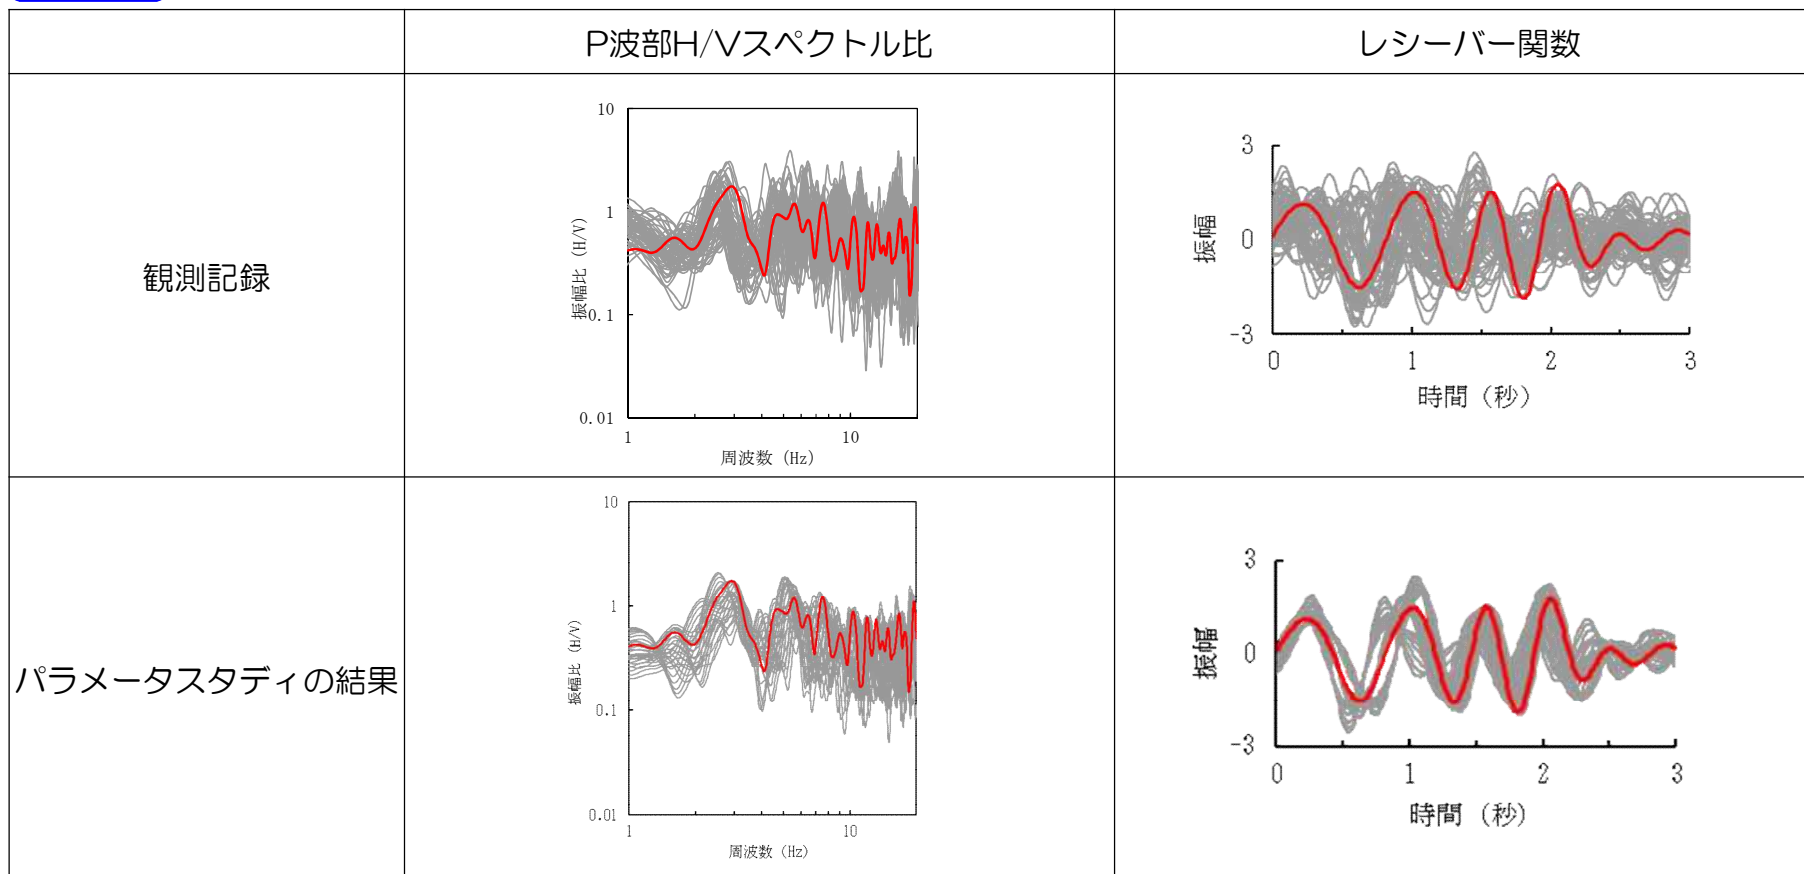 P波部H/Vスペクトル比
レシーバー関数
観測記録
10
1
0.1
0.01
振幅比 (H/V)
1
10
周波数 (Hz)
3
0
-3
振幅
0
1
2
3
時間 (秒)
パラメータスタディの結果
10
1
0.1
0.01
振幅比 (H/V)
1
10
周波数 (Hz)
3
0
-3
振幅
0
1
2
3
時間 (秒)